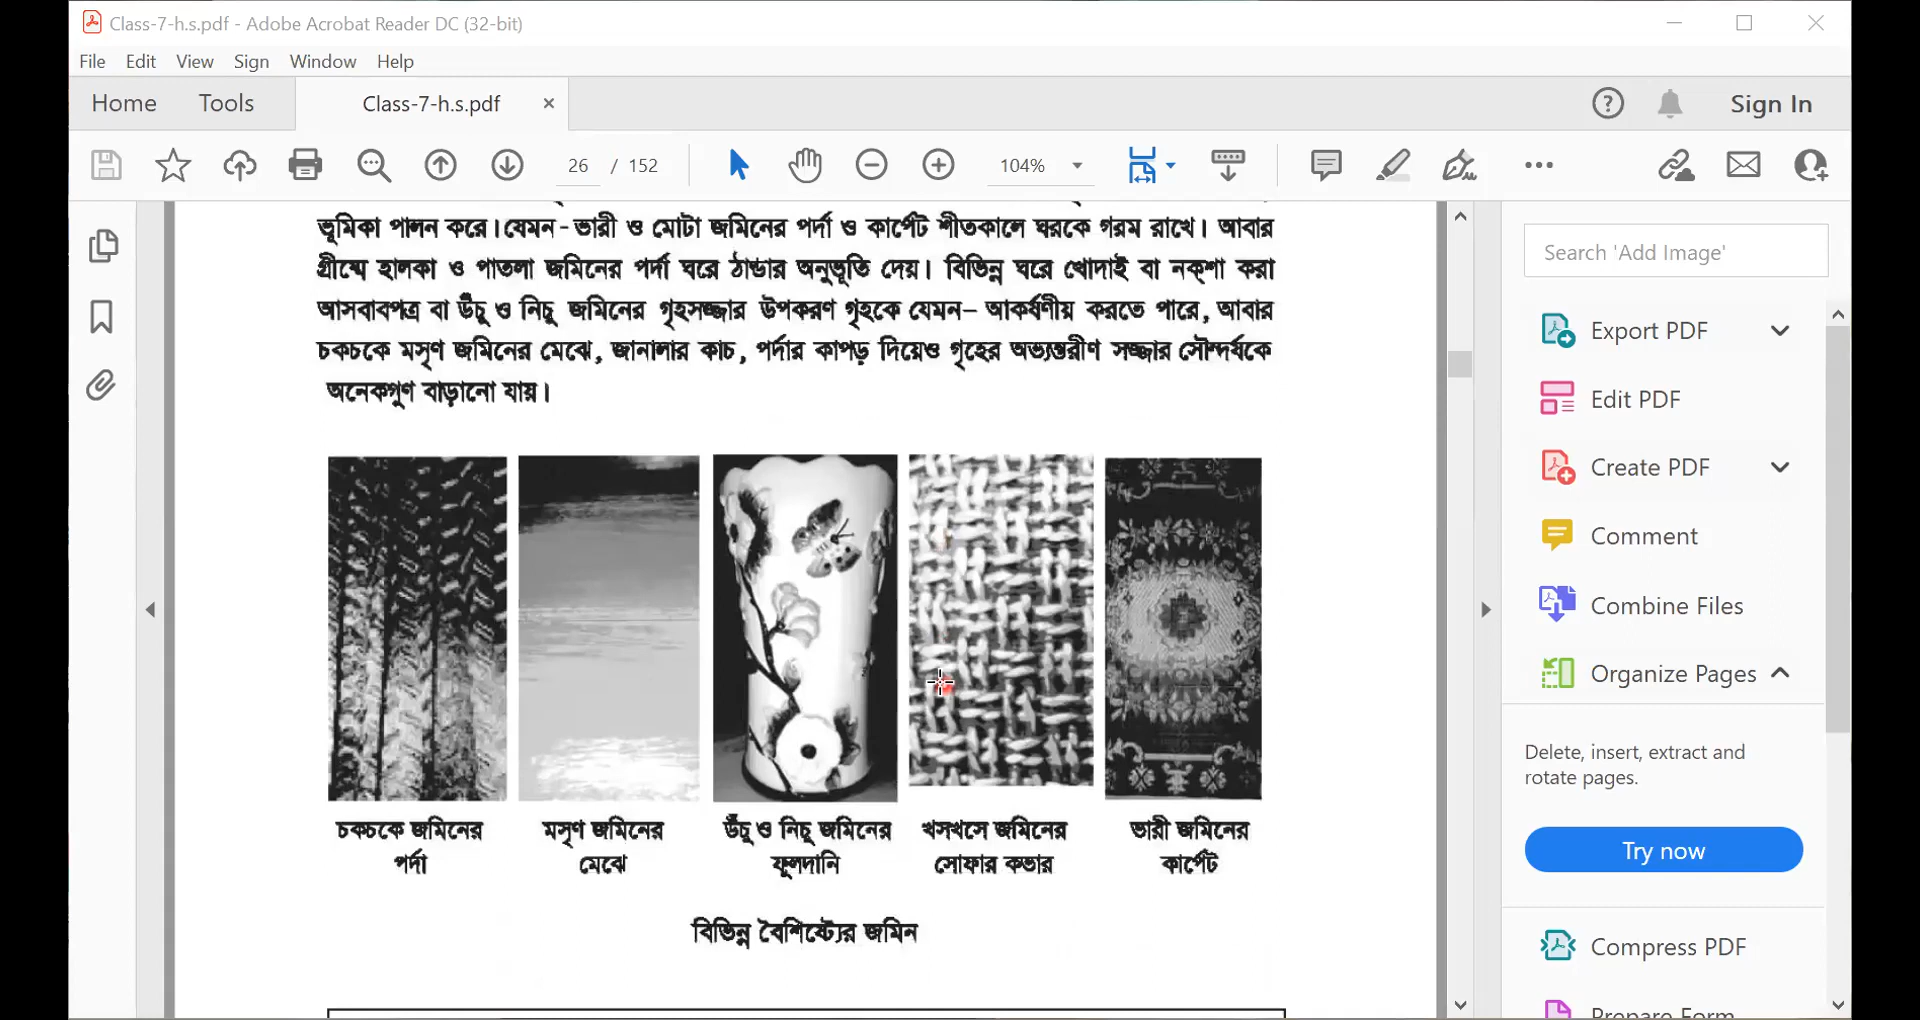 Class-7-h.s.pdf - Adobe Acrobat Reader DC (32-bit)
File Edit View Sign Window Help
Home Tools Class-7-h.s.pdf × Sign In
26 / 152 104%
ভূমিকা পালন করে। যেমন- ভারী ও মোটা জমিনের পর্দা ও কার্পেট শীতকালে ঘরকে গরম রাখে। আবার
গ্রীষ্মে হালকা ও পাতলা জমিনের পর্দা ঘরে ঠান্ডার অনুভূতি দেয়। বিভিন্ন ঘরে খোদাই বা নক্‌শা করা
আসবাবপত্র বা উঁচু ও নিচু জমিনের গৃহসজ্জার উপকরণ গৃহকে যেমন– আকর্ষণীয় করতে পারে, আবার
চকচকে মসৃণ জমিনের মেঝে, জানালার কাচ, পর্দার কাপড় দিয়েও গৃহের অভ্যন্তরীণ সজ্জার সৌন্দর্যকে
অনেকগুণ বাড়ানো যায়।
চকচকে জমিনের
পর্দা
মসৃণ জমিনের
মেঝে
উঁচু ও নিচু জমিনের
ফুলদানি
খসখসে জমিনের
সোফার কভার
ভারী জমিনের
কার্পেট
বিভিন্ন বৈশিষ্ট্যের জমিন
Search 'Add Image'
Export PDF
Edit PDF
Create PDF
Comment
Combine Files
Organize Pages
Delete, insert, extract and
rotate pages.
Try now
Compress PDF
Prepare Form